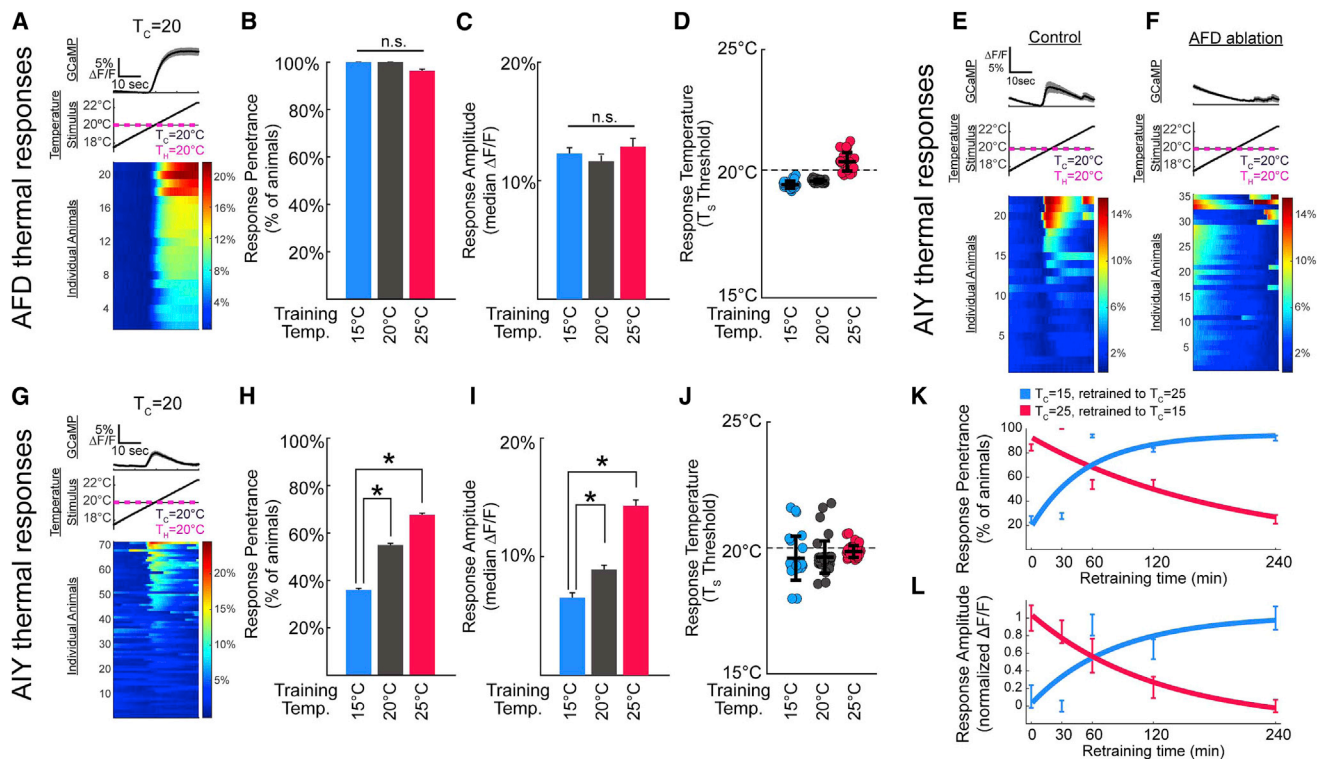 A
AFD thermal responses
T_C=20
GCaMP
5%
ΔF/F
10 sec
Temperature
Stimulus
22°C
20°C
18°C
T_C=20°C
T_H=20°C
Individual Animals
20
16
12
8
4
20%
16%
12%
8%
4%
B
Response Penetrance
(% of animals)
100%
80%
60%
40%
20%
n.s.
Training
Temp.
15°C
20°C
25°C
C
Response Amplitude
(median ΔF/F)
20%
10%
n.s.
Training
Temp.
15°C
20°C
25°C
D
Response Temperature
(T_S Threshold)
25°C
20°C
15°C
Training
Temp.
15°C
20°C
25°C
AIY thermal responses
E
Control
GCaMP
ΔF/F
5%
10sec
Temperature
Stimulus
22°C
20°C
18°C
T_C=20°C
T_H=20°C
Individual Animals
20
15
10
5
14%
10%
6%
2%
F
AFD ablation
GCaMP
Temperature
Stimulus
22°C
20°C
18°C
T_C=20°C
T_H=20°C
Individual Animals
35
30
25
20
15
10
5
14%
10%
6%
2%
G
AIY thermal responses
T_C=20
GCaMP
5%
ΔF/F
10 sec
Temperature
Stimulus
22°C
20°C
18°C
T_C=20°C
T_H=20°C
Individual Animals
70
60
50
40
30
20
10
20%
15%
10%
5%
H
Response Penetrance
(% of animals)
100%
80%
60%
40%
20%
*
*
Training
Temp.
15°C
20°C
25°C
I
Response Ampitude
(median ΔF/F)
20%
10%
*
*
Training
Temp.
15°C
20°C
25°C
J
Response Temperature
(T_S Threshold)
25°C
20°C
15°C
Training
Temp.
15°C
20°C
25°C
K
T_C=15, retrained to T_C=25
T_C=25, retrained to T_C=15
Response Penetrance
(% of animals)
100
80
60
40
20
0 30 60 120 240
Retraining time (min)
L
Response Amplitude
(normalized ΔF/F)
1
0.8
0.6
0.4
0.2
0
0 30 60 120 240
Retraining time (min)